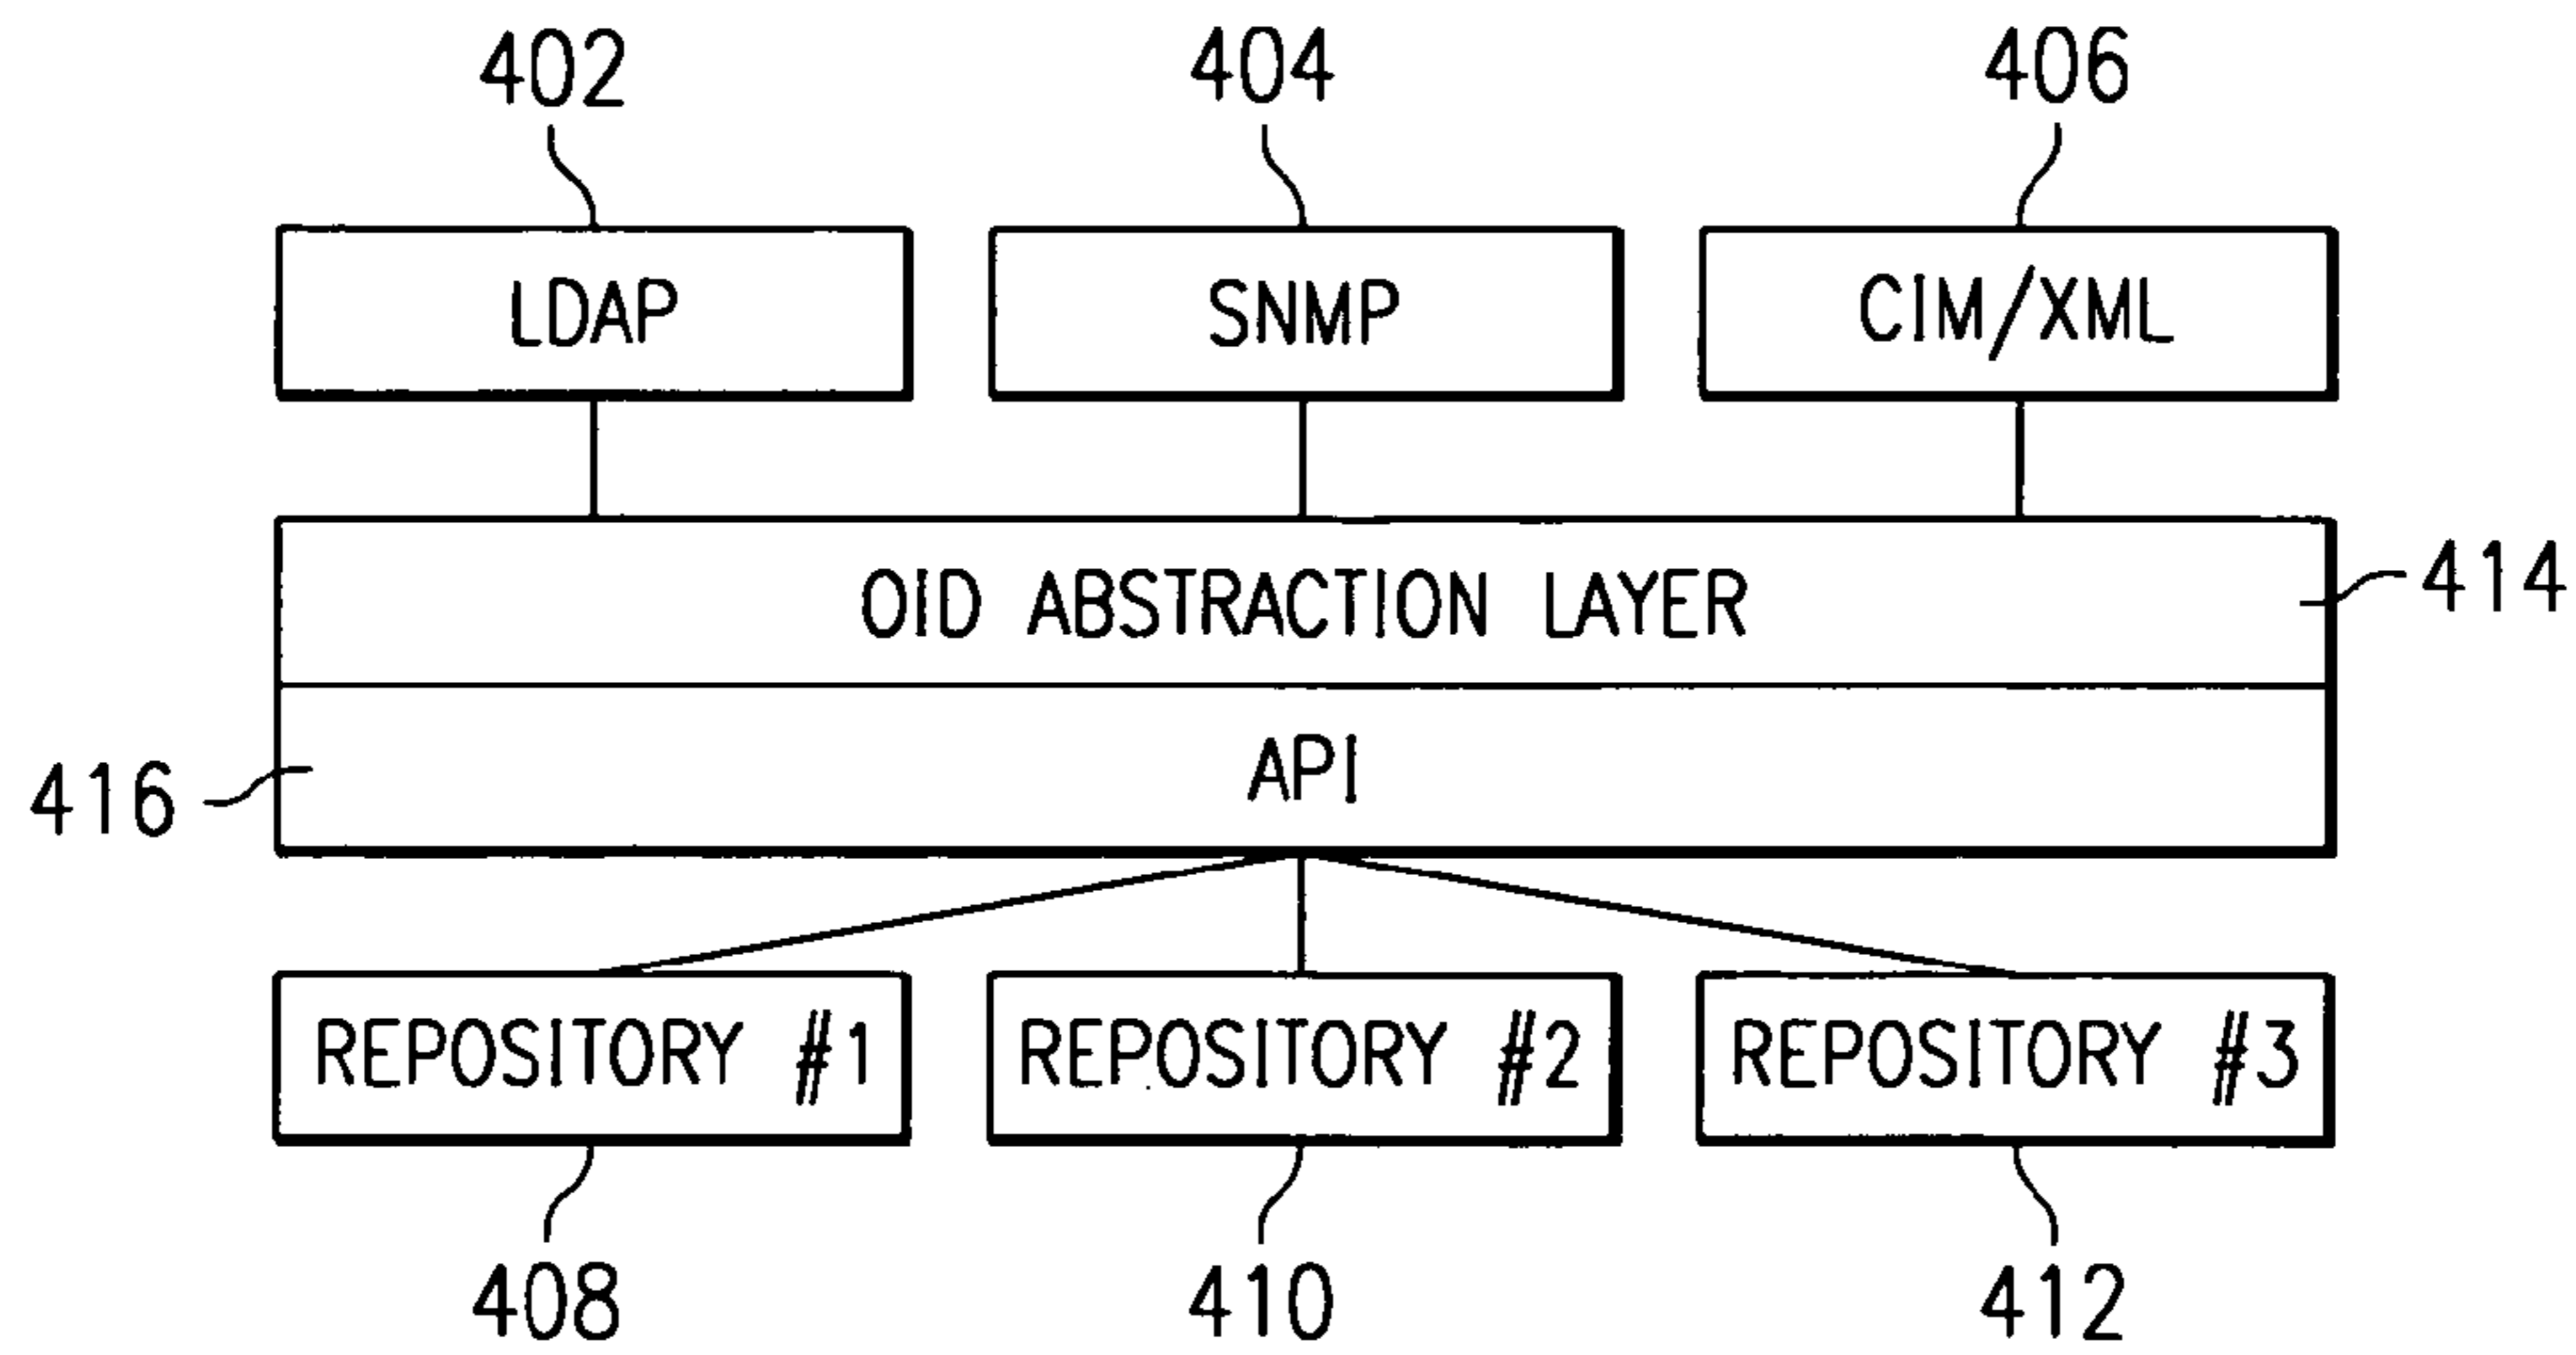 402 404 406
LDAP SNMP CIM/XML
OID ABSTRACTION LAYER
414
API
416
REPOSITORY #1 REPOSITORY #2 REPOSITORY #3
408 410 412